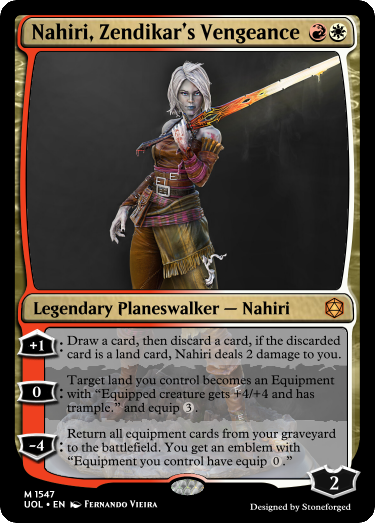 Nahiri, Zendikar's Vengeance
Legendary Planeswalker — Nahiri
+1: Draw a card, then discard a card, if the discarded
card is a land card, Nahiri deals 2 damage to you.
0: Target land you control becomes an Equipment
with “Equipped creature gets +4/+4 and has
trample.” and equip 3.
-4: Return all equipment cards from your graveyard
to the battlefield. You get an emblem with
“Equipment you control have equip 0.”
2
M 1547
UOL • EN Fernando Vieira
Designed by Stoneforged